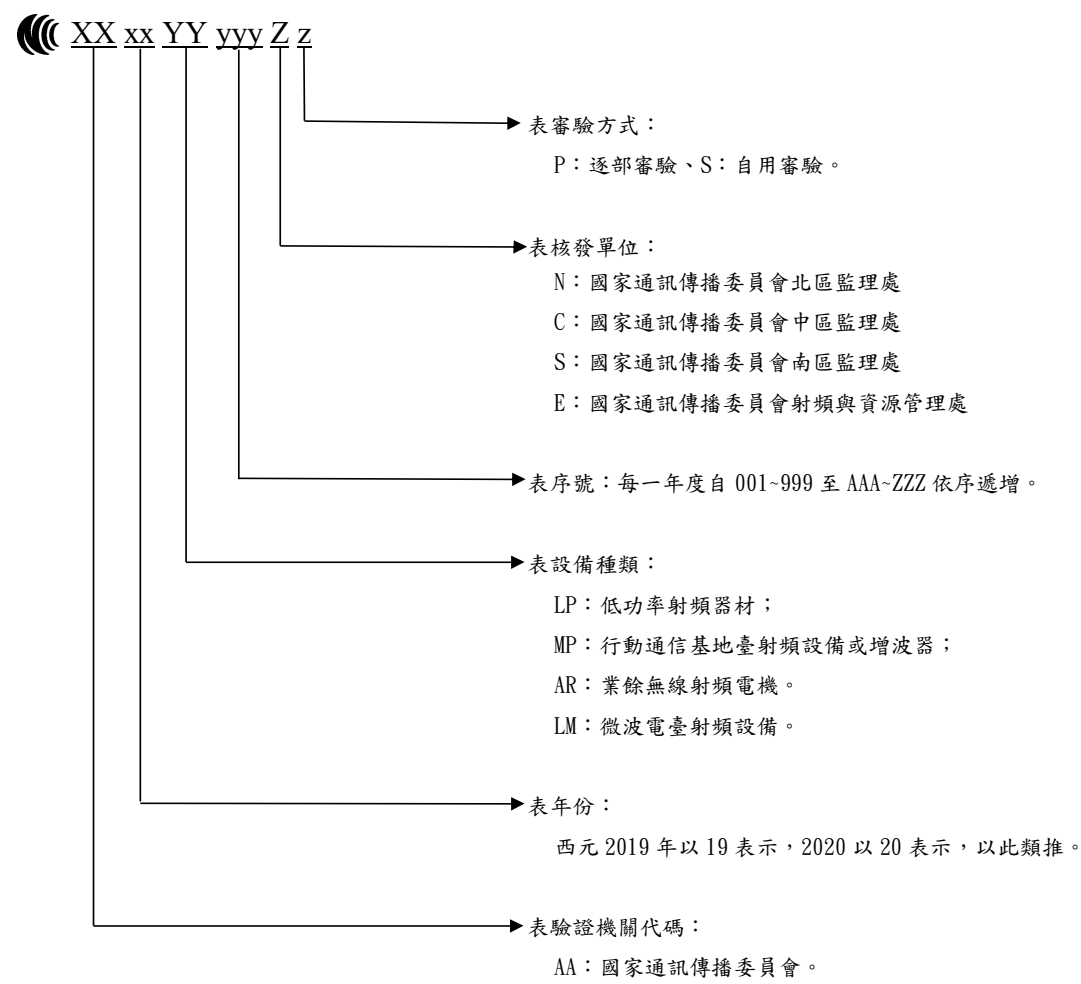 XX xx YY yyy Z z
表審驗方式：
P：逐部審驗、S：自用審驗。
表核發單位：
N：國家通訊傳播委員會北區監理處
C：國家通訊傳播委員會中區監理處
S：國家通訊傳播委員會南區監理處
E：國家通訊傳播委員會射頻與資源管理處
表序號：每一年度自 001~999 至 AAA~ZZZ 依序遞增。
表設備種類：
LP：低功率射頻器材；
MP：行動通信基地臺射頻設備或增波器；
AR：業餘無線射頻電機。
LM：微波電臺射頻設備。
表年份：
西元 2019 年以 19 表示，2020 以 20 表示，以此類推。
表驗證機關代碼：
AA：國家通訊傳播委員會。